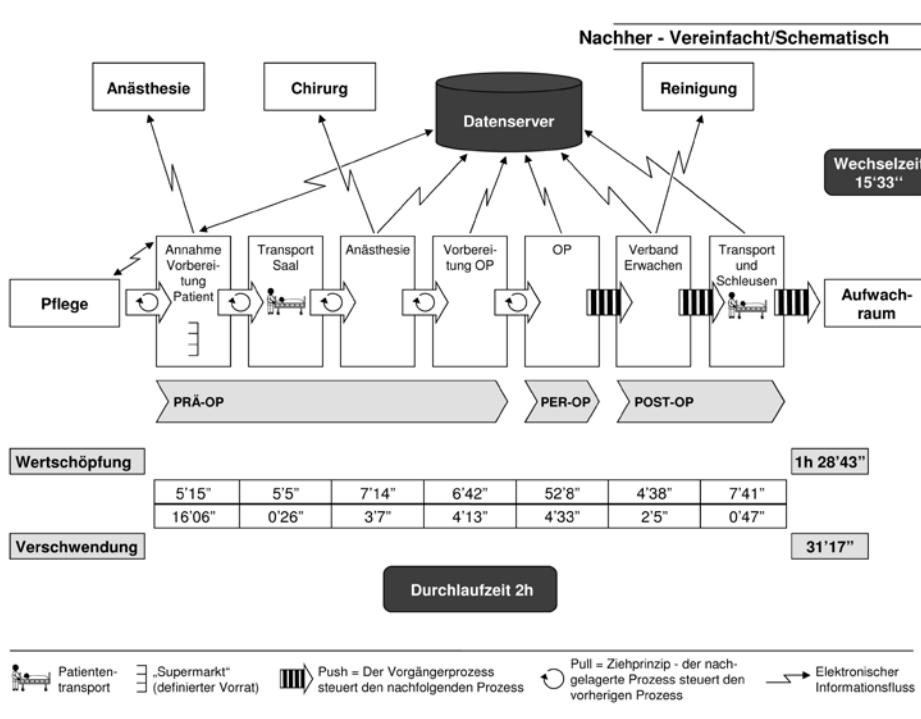 Nachher - Vereinfacht/Schematisch
Anästhesie
Chirurg
Datenserver
Reinigung
Wechselzeit
15‘33‘‘
Pflege
Annahme
Vorberei-
tung
Patient
Transport
Saal
Anästhesie
Vorberei-
tung OP
OP
Verband
Erwachen
Transport
und
Schleusen
Aufwach-
raum
PRÄ-OP
PER-OP
POST-OP
Wertschöpfung
1h 28'43”
5'15” 5'5” 7'14” 6'42” 52'8” 4'38” 7'41”
16'06” 0'26” 3'7” 4'13” 4'33” 2'5” 0'47”
Verschwendung
31'17”
Durchlaufzeit 2h
Patienten-
transport
„Supermarkt“
(definierter Vorrat)
Push = Der Vorgängerprozess
steuert den nachfolgenden Prozess
Pull = Ziehprinzip - der nach-
gelagerte Prozess steuert den
vorherigen Prozess
Elektronischer
Informationsfluss